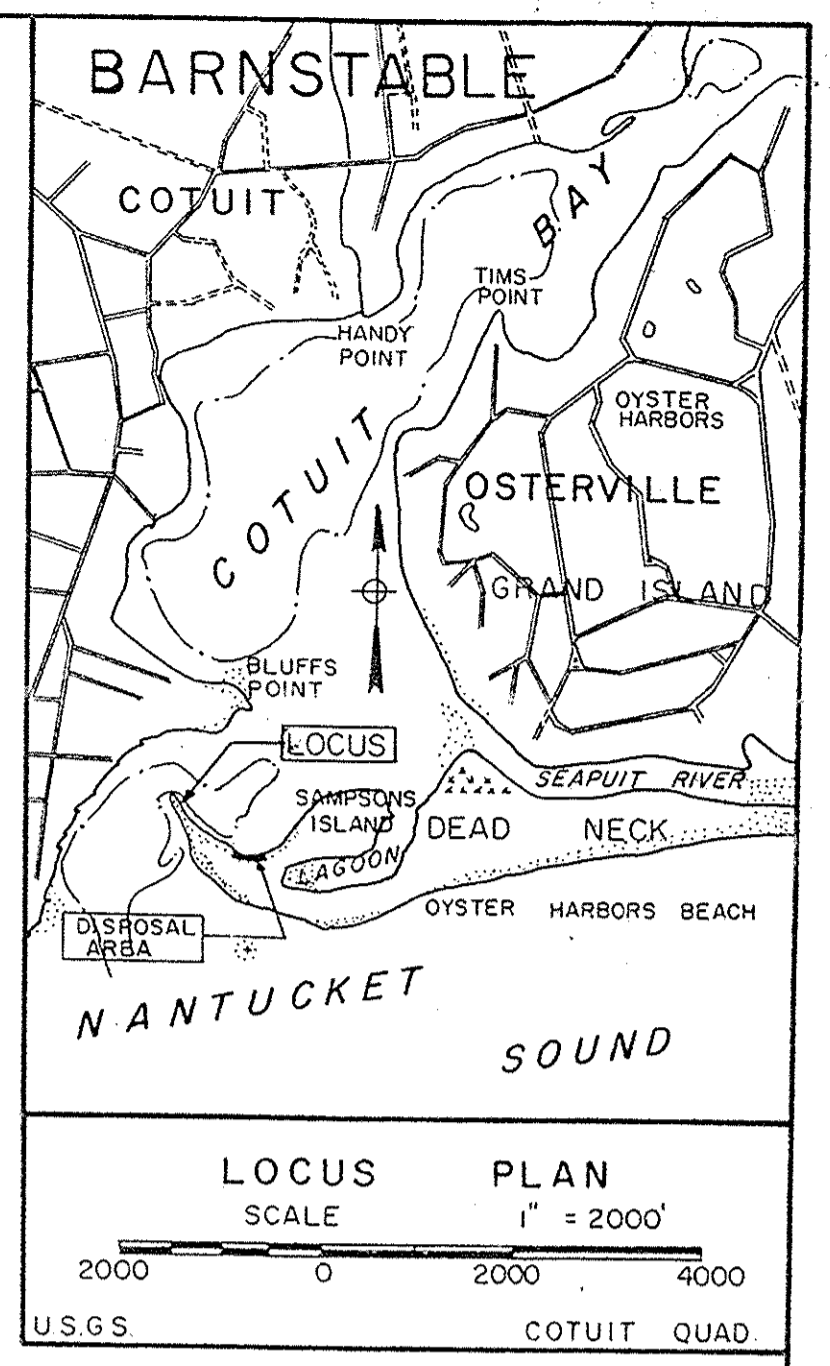 BARNSTABLE
COTUIT
BAY
TIMS
POINT
HANDY
POINT
OYSTER
HARBORS
COTUIT
OSTERVILLE
GRAND ISLAND
BLUFFS
POINT
LOCUS
SEAPUIT RIVER
SAMPSONS
ISLAND
DEAD NECK
LAGOON
OYSTER HARBORS BEACH
DISPOSAL
AREA
NANTUCKET
SOUND
LOCUS PLAN
SCALE 1" = 2000'
2000 0 2000 4000
U.S.G.S. COTUIT QUAD.